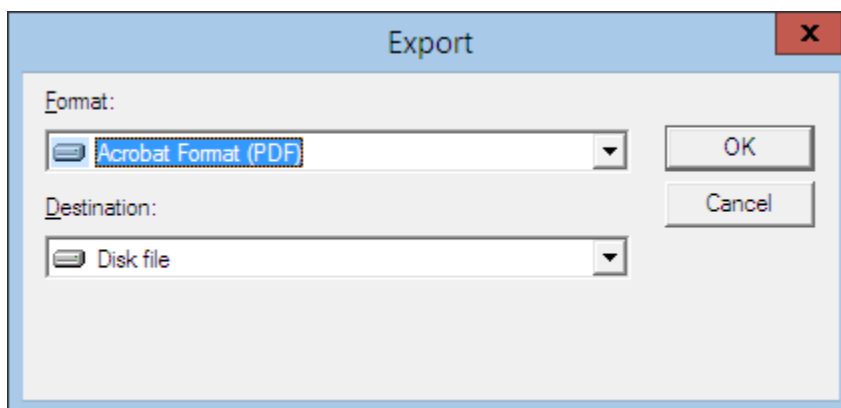 Export
x
Format:
Acrobat Format (PDF)
OK
Destination:
Cancel
Disk file